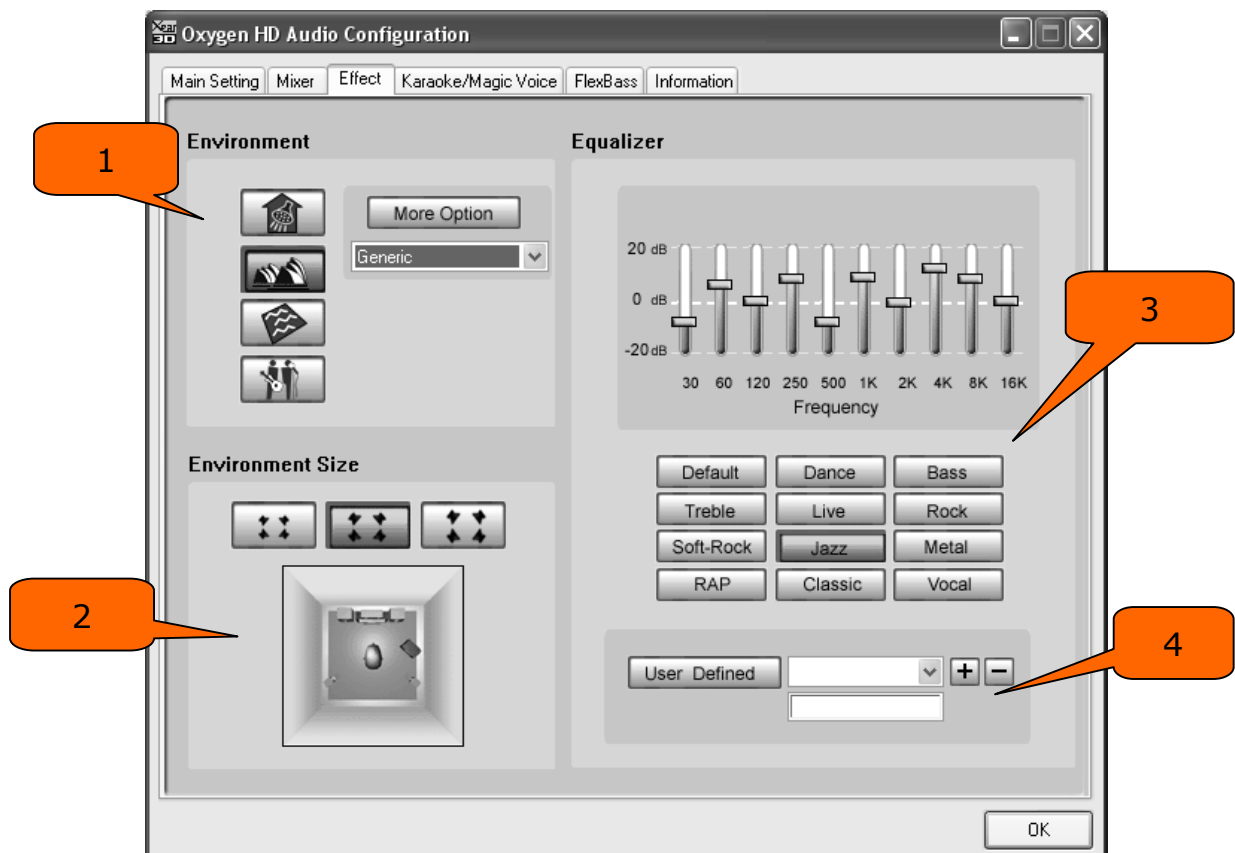 Xear 3D Oxygen HD Audio Configuration
Main Setting Mixer Effect Karaoke/Magic Voice FlexBass Information
Environment
1
More Option
Generic
Environment Size
2
Equalizer
20 dB
0 dB
-20 dB
30 60 120 250 500 1K 2K 4K 8K 16K
Frequency
3
Default Dance Bass
Treble Live Rock
Soft-Rock Jazz Metal
RAP Classic Vocal
User Defined + −
4
OK